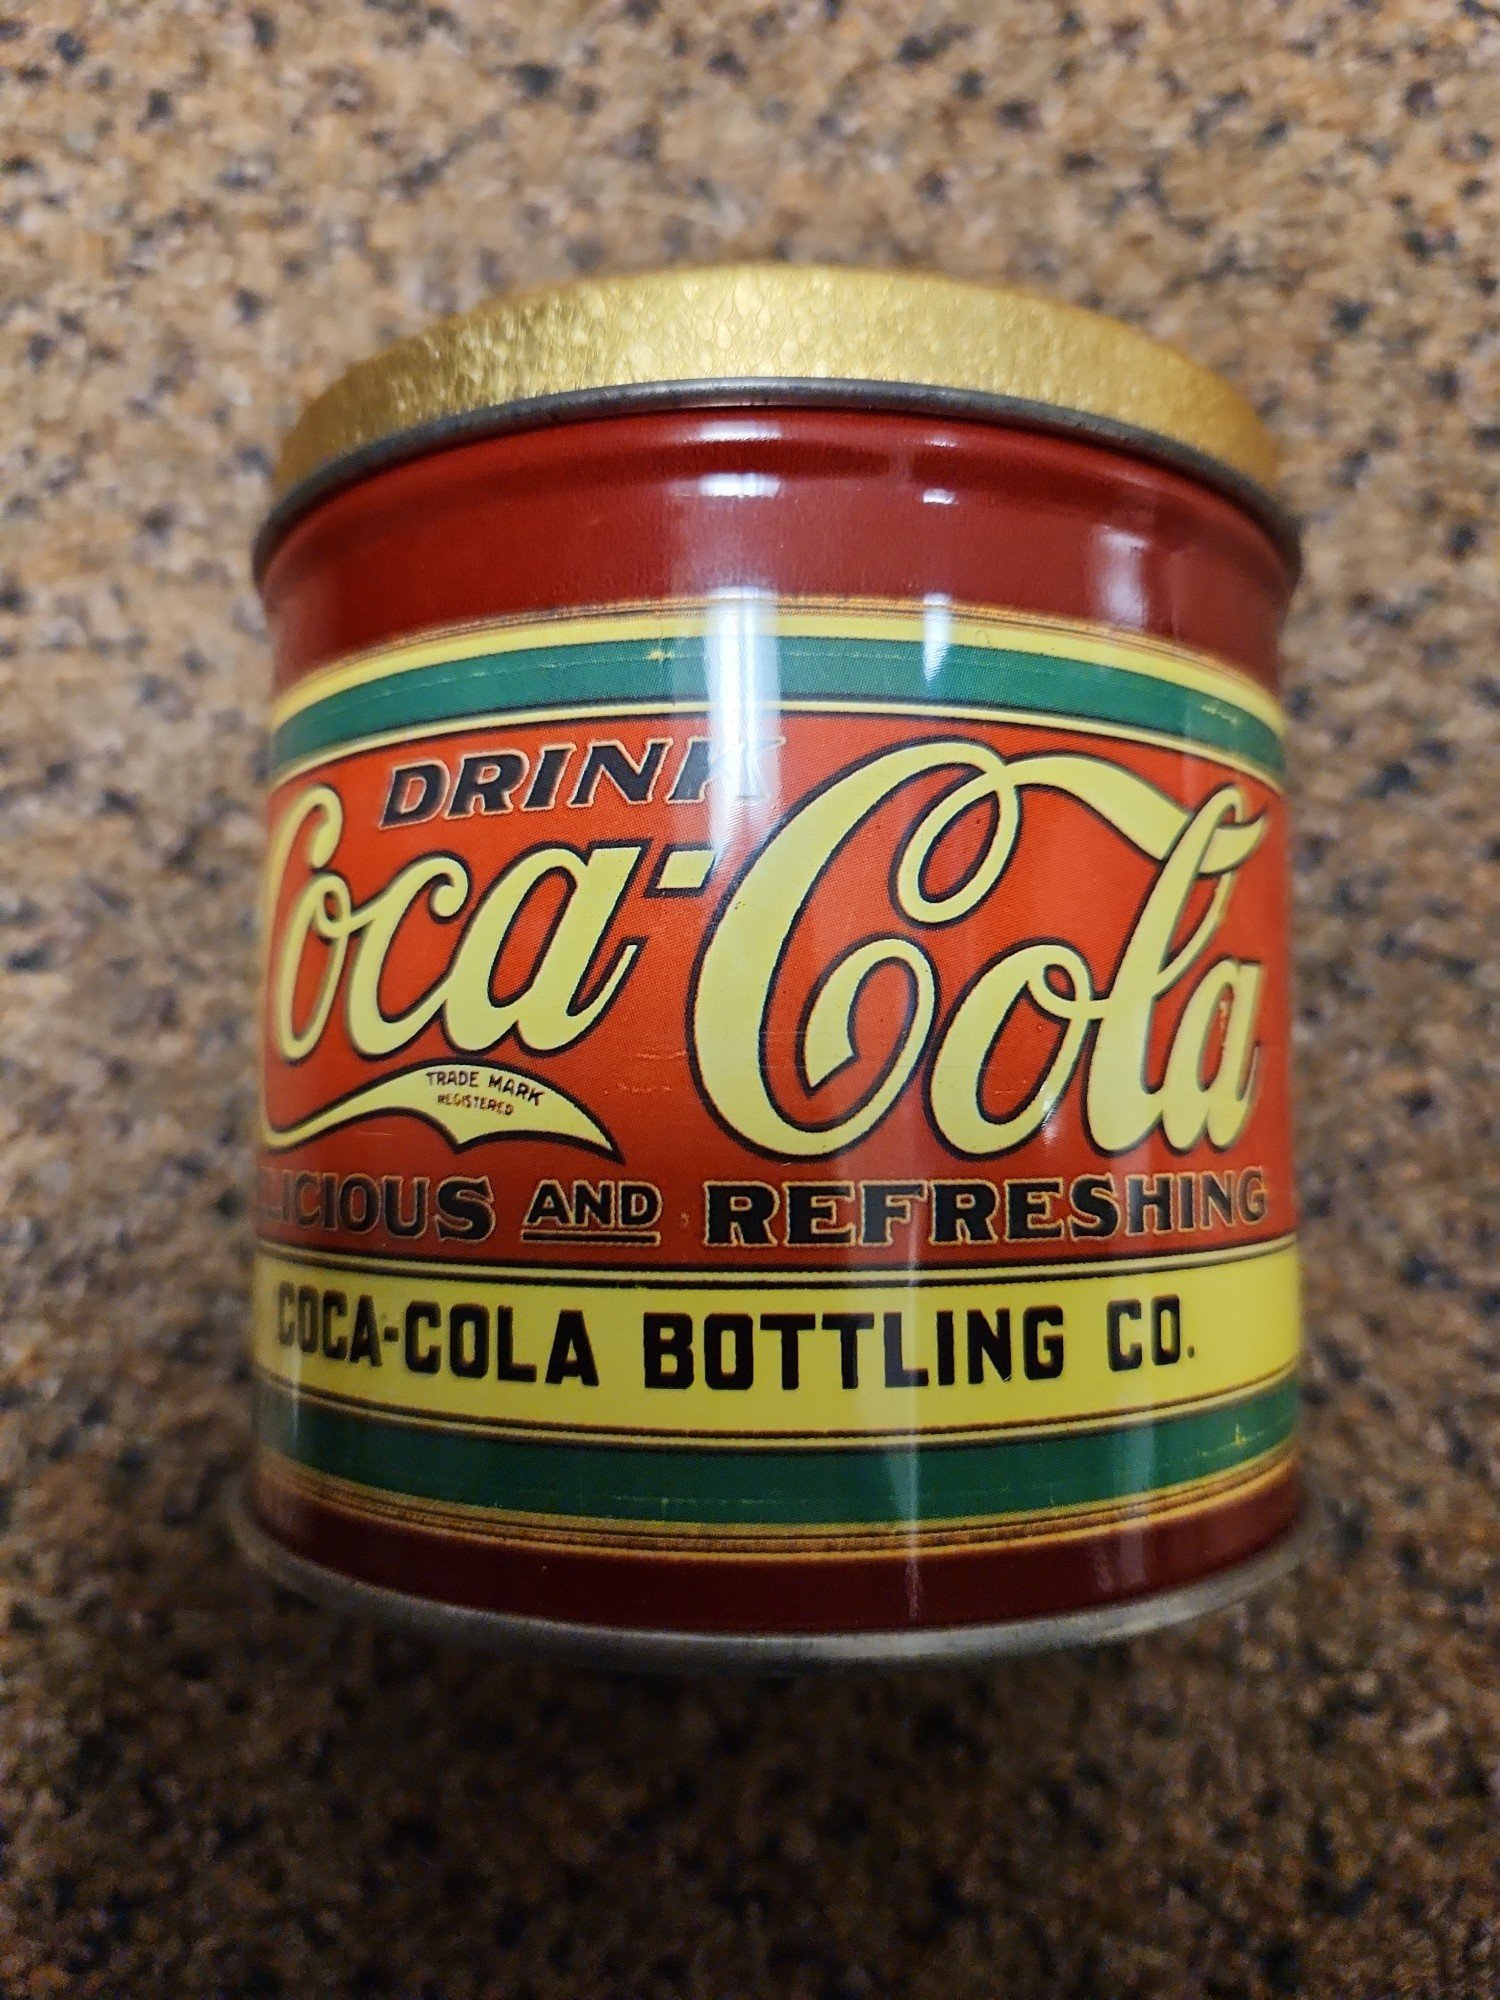 DRINK
Coca-Cola
TRADE MARK
REGISTERED
LICIOUS AND REFRESHING
COCA-COLA BOTTLING CO.